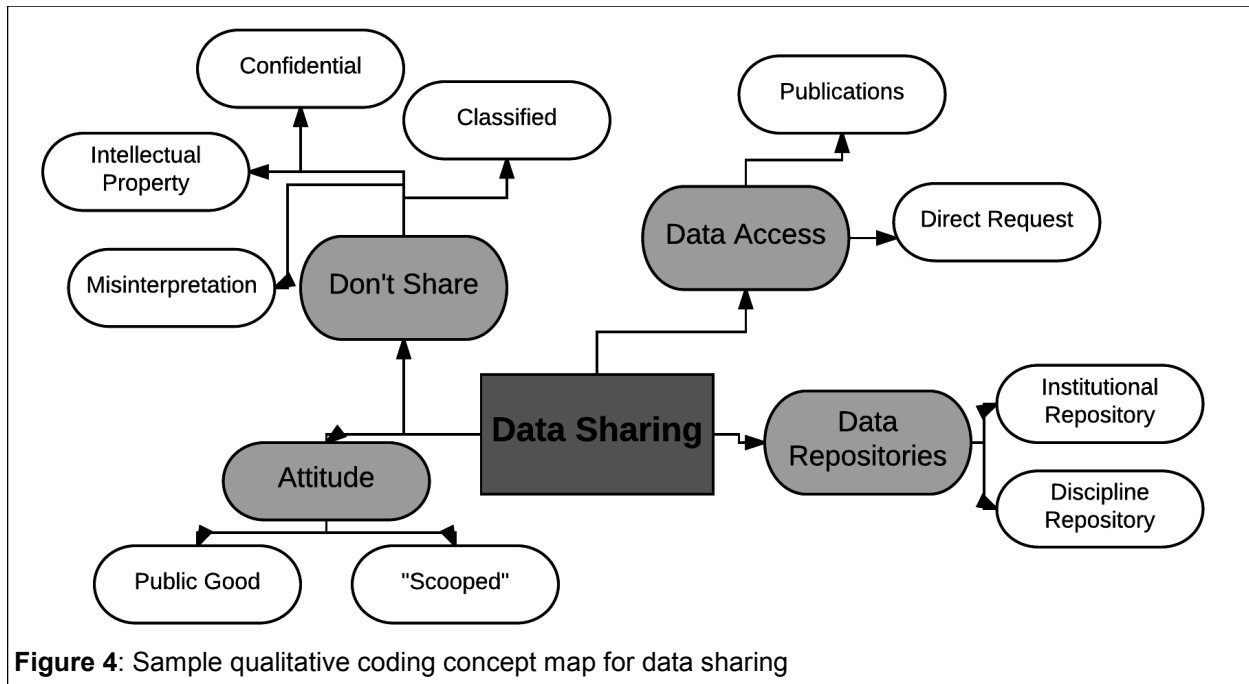 Confidential
Classified
Intellectual
Property
Misinterpretation
Don't Share
Publications
Data Access
Direct Request
Data Sharing
Data
Repositories
Institutional
Repository
Discipline
Repository
Attitude
Public Good
"Scooped"
Figure 4: Sample qualitative coding concept map for data sharing